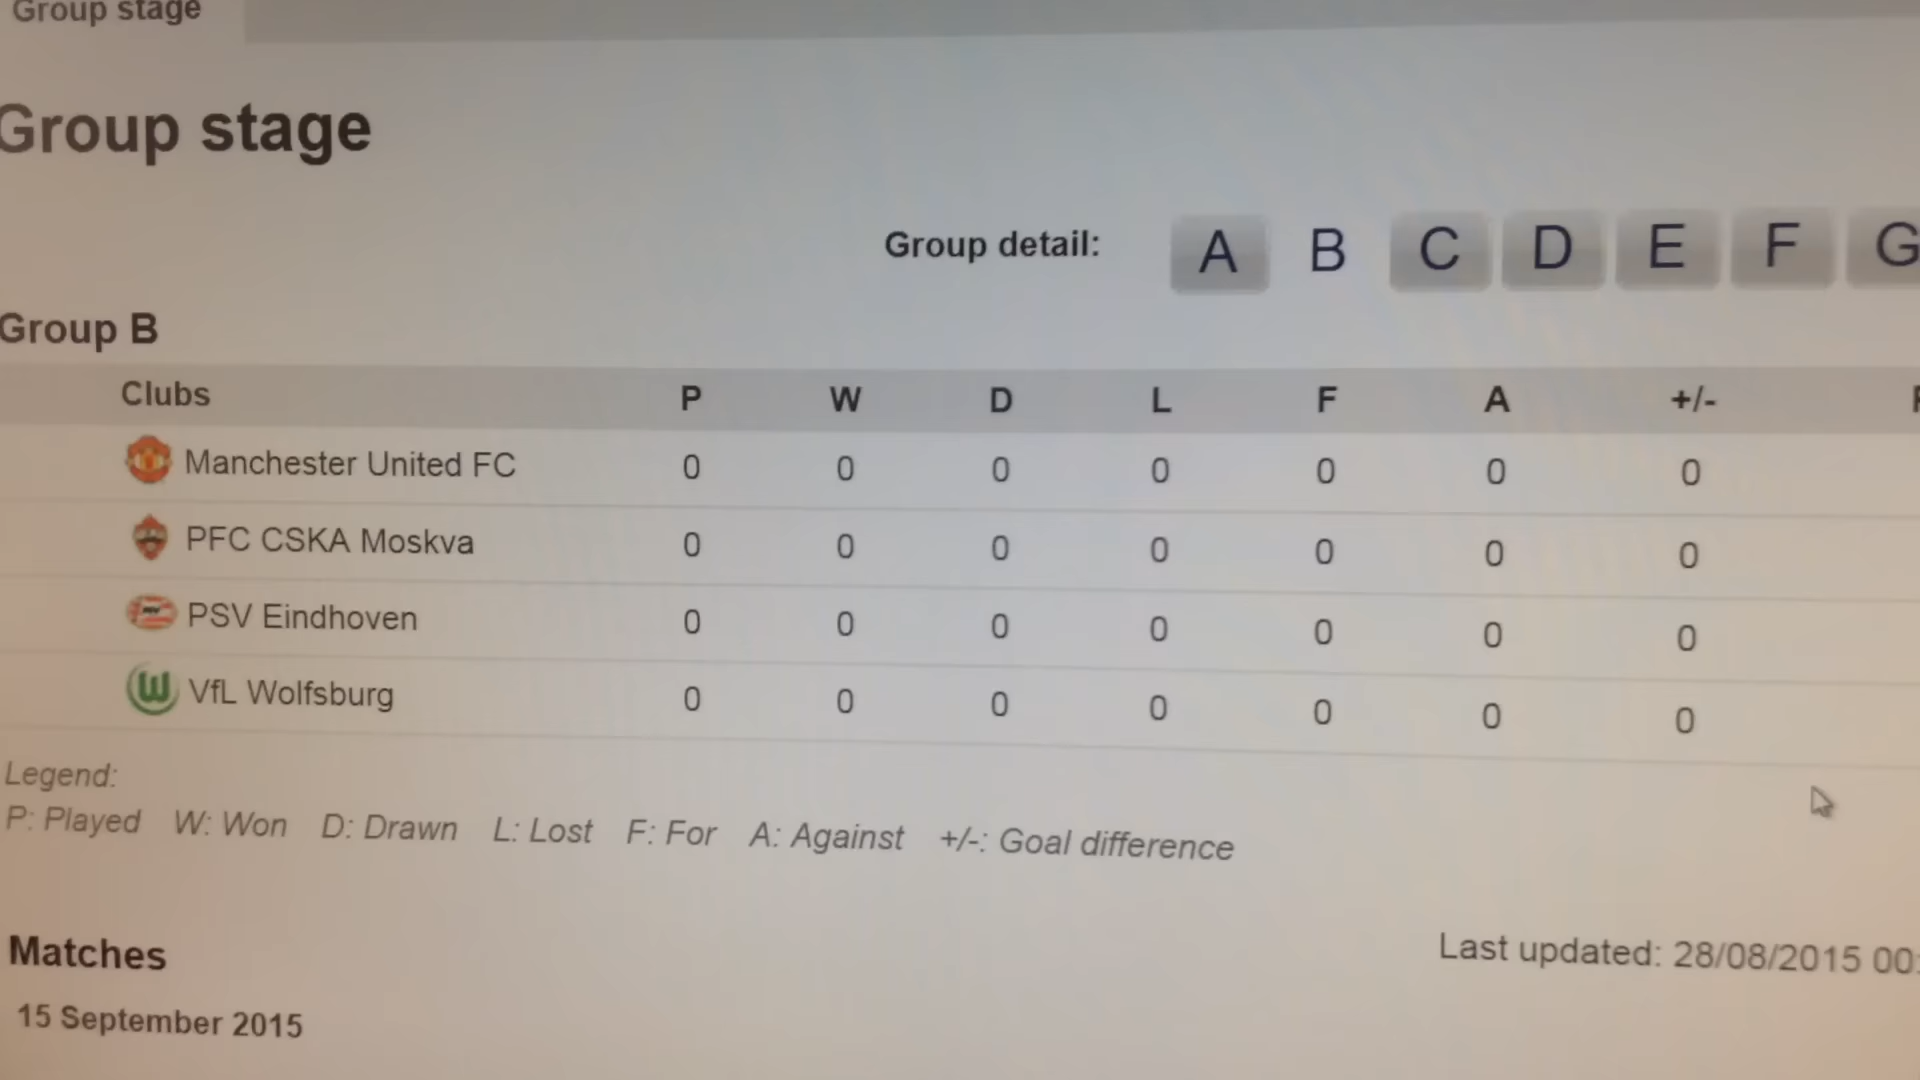 Group stage
Group stage
Group detail: A B C D E F G
Group B
Clubs P W D L F A +/-
Manchester United FC 0 0 0 0 0 0 0
PFC CSKA Moskva 0 0 0 0 0 0 0
PSV Eindhoven 0 0 0 0 0 0 0
VfL Wolfsburg 0 0 0 0 0 0 0
Legend:
P: Played W: Won D: Drawn L: Lost F: For A: Against +/-: Goal difference
Matches
Last updated: 28/08/2015 00:
15 September 2015